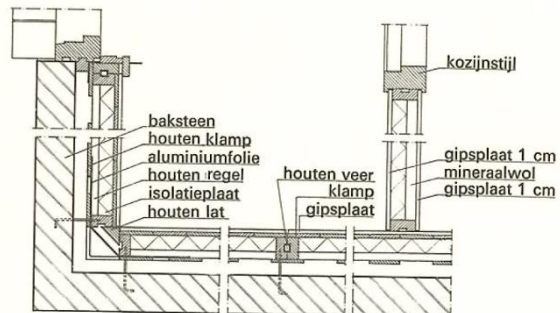 kozijnstijl
baksteen
houten klamp
aluminiumfolie
houten regel
isolatieplaat
houten lat
houten veer
klamp
gipsplaat
gipsplaat 1 cm
mineraalwol
gipsplaat 1 cm